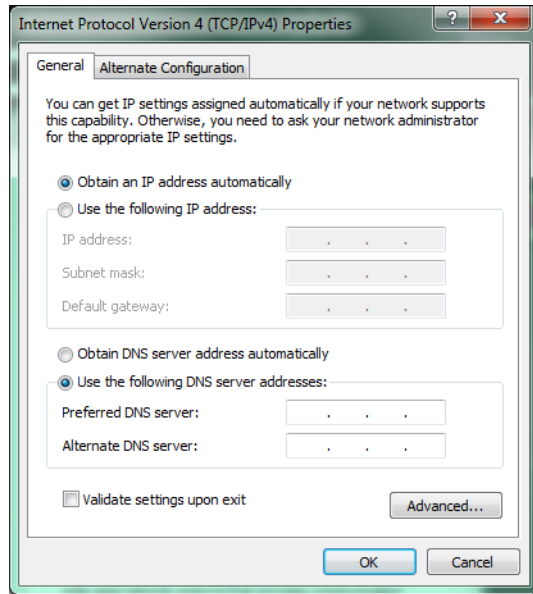 Internet Protocol Version 4 (TCP/IPv4) Properties
General
Alternate Configuration
You can get IP settings assigned automatically if your network supports
this capability. Otherwise, you need to ask your network administrator
for the appropriate IP settings.
Obtain an IP address automatically
Use the following IP address:
IP address:
Subnet mask:
Default gateway:
Obtain DNS server address automatically
Use the following DNS server addresses:
Preferred DNS server:
Alternate DNS server:
Validate settings upon exit
Advanced...
OK
Cancel